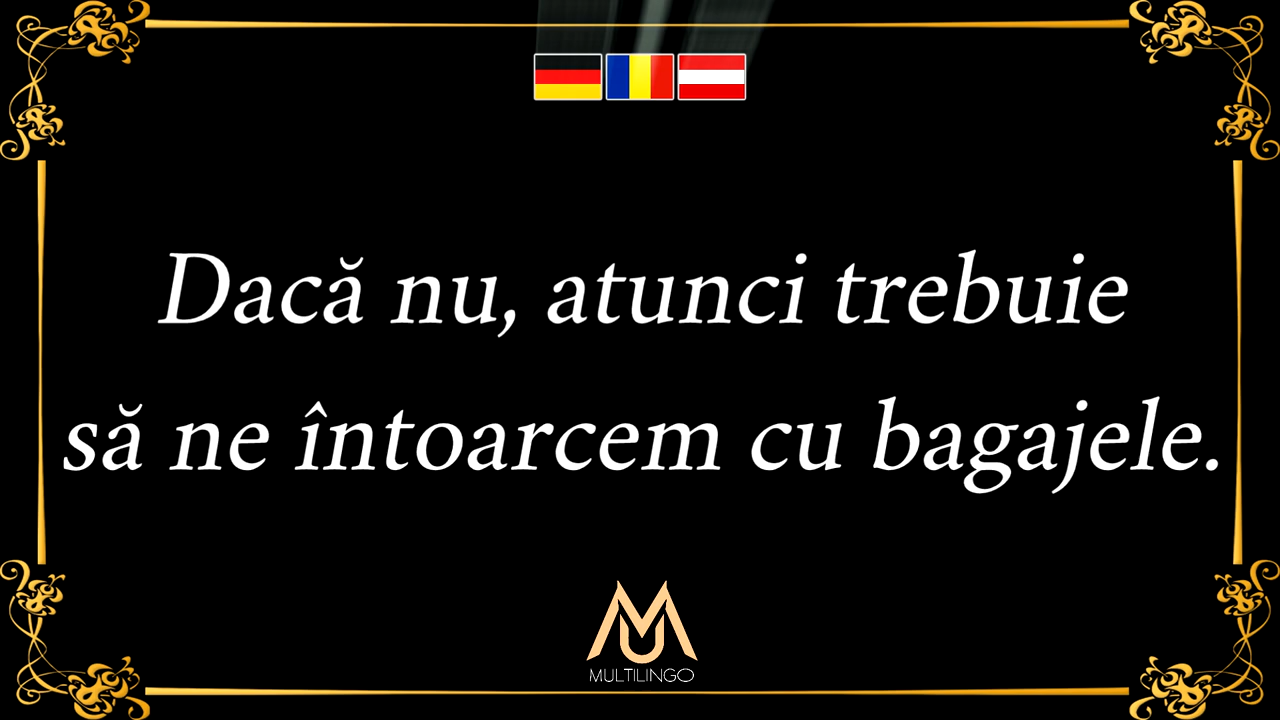 Dacă nu, atunci trebuie
să ne întoarcem cu bagajele.
MULTILINGO